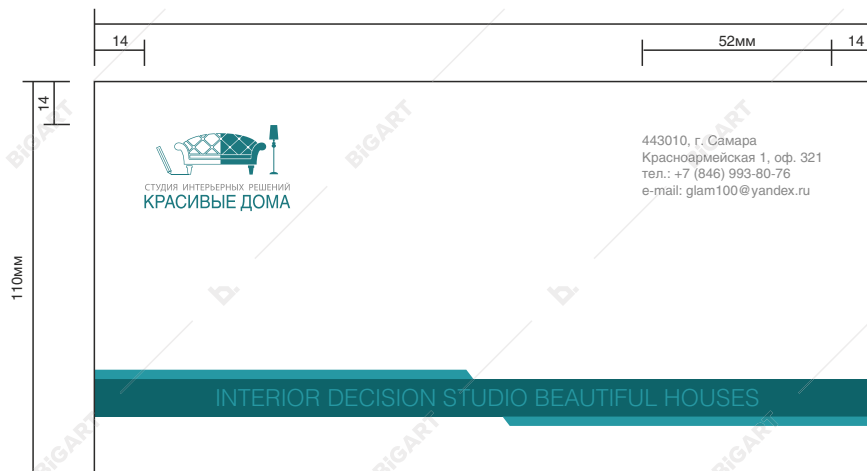 14
52мм
14
14
BiGART
BiGART
BiGART
443010, г. Самара
Красноармейская 1, оф. 321
тел.: +7 (846) 993-80-76
e-mail: glam100@yandex.ru
СТУДИЯ ИНТЕРЬЕРНЫХ РЕШЕНИЙ
КРАСИВЫЕ ДОМА
110мм
b.
b.
INTERIOR DECISION STUDIO BEAUTIFUL HOUSES
BiGART
BiGART
BiGART